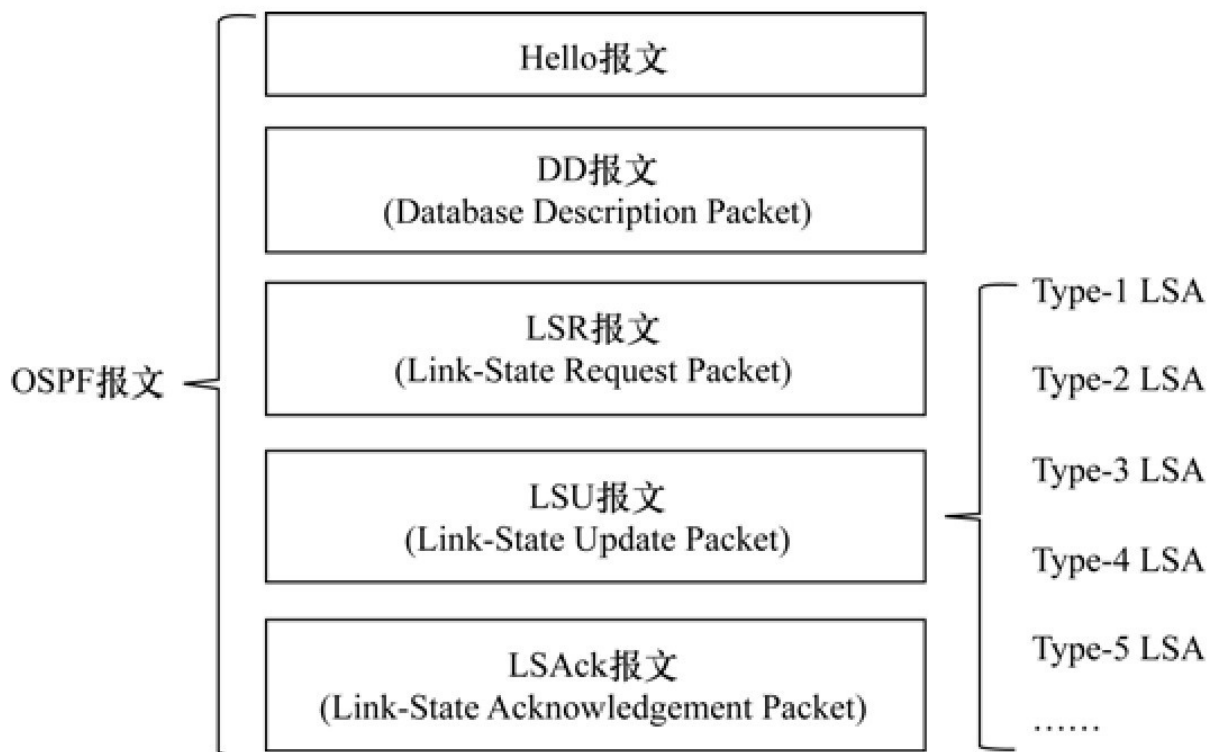 Hello报文
DD报文
(Database Description Packet)
LSR报文
(Link-State Request Packet)
OSPF报文
LSU报文
(Link-State Update Packet)
LSAck报文
(Link-State Acknowledgement Packet)
Type-1 LSA
Type-2 LSA
Type-3 LSA
Type-4 LSA
Type-5 LSA
……